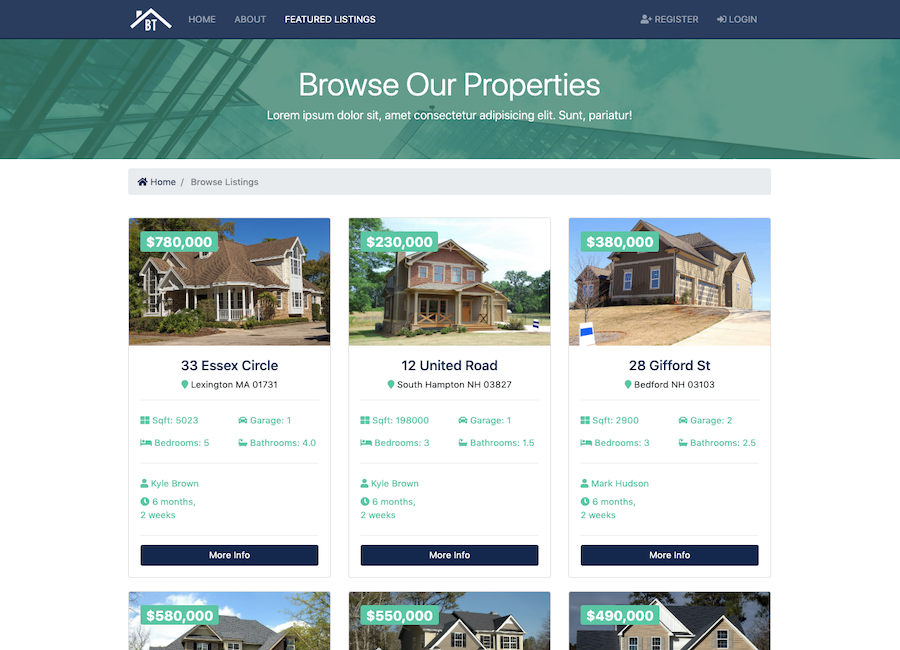 BT
HOME ABOUT FEATURED LISTINGS REGISTER LOGIN
Browse Our Properties
Lorem ipsum dolor sit, amet consectetur adipisicing elit. Sunt, pariatur!
Home / Browse Listings
$780,000
33 Essex Circle
Lexington MA 01731
Sqft: 5023 Garage: 1
Bedrooms: 5 Bathrooms: 4.0
Kyle Brown
6 months,
2 weeks
More Info
$230,000
12 United Road
South Hampton NH 03827
Sqft: 198000 Garage: 1
Bedrooms: 3 Bathrooms: 1.5
Kyle Brown
6 months,
2 weeks
More Info
$380,000
28 Gifford St
Bedford NH 03103
Sqft: 2900 Garage: 2
Bedrooms: 3 Bathrooms: 2.5
Mark Hudson
6 months,
2 weeks
More Info
$580,000
$550,000
$490,000